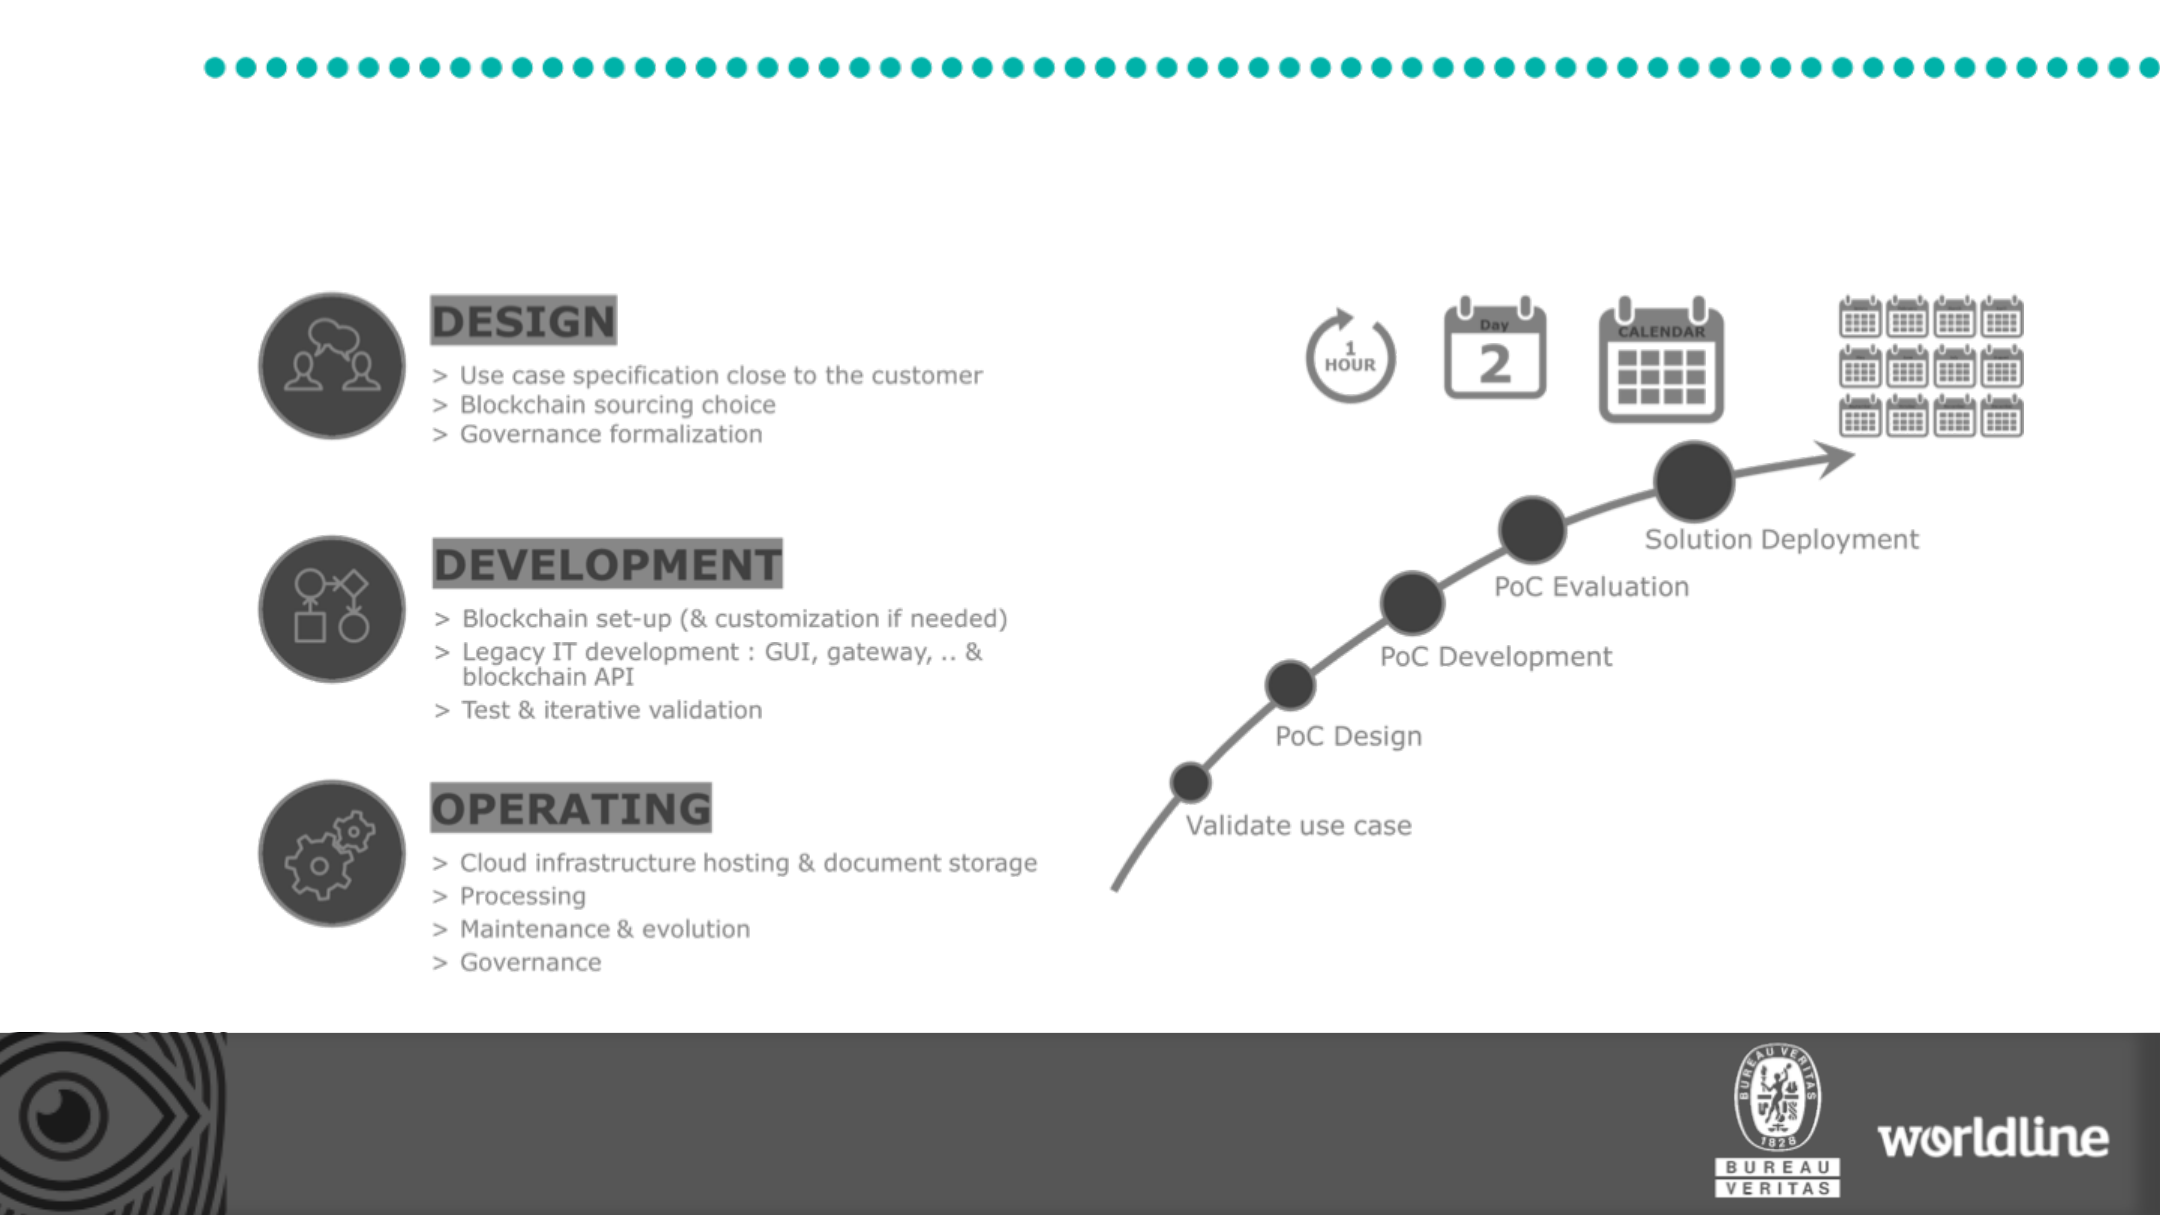 DESIGN
> Use case specification close to the customer
> Blockchain sourcing choice
> Governance formalization
DEVELOPMENT
> Blockchain set-up (& customization if needed)
> Legacy IT development : GUI, gateway, .. &
blockchain API
> Test & iterative validation
OPERATING
> Cloud infrastructure hosting & document storage
> Processing
> Maintenance & evolution
> Governance
1
HOUR
Day
2
CALENDAR
Solution Deployment
PoC Evaluation
PoC Development
PoC Design
Validate use case
BUREAU VERITAS
1828
BUREAU
VERITAS
worldline